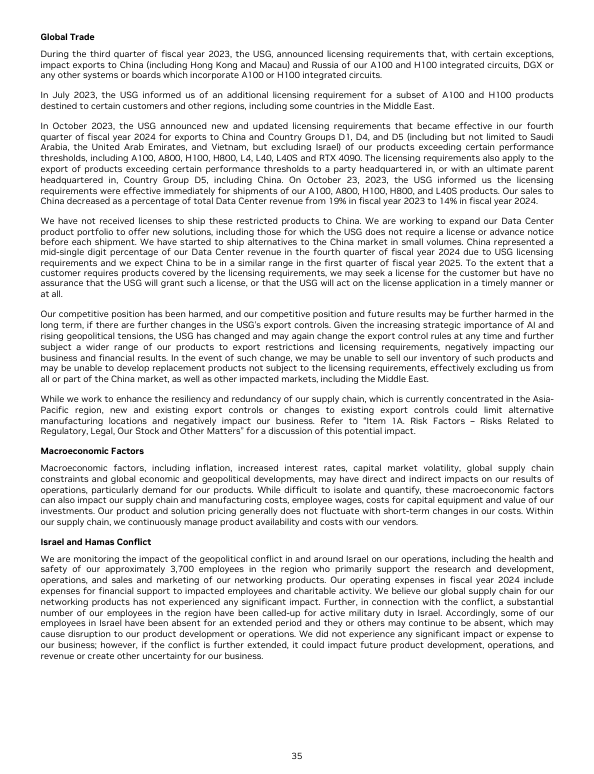 Global Trade
During the third quarter of fiscal year 2023, the USG, announced licensing requirements that, with certain exceptions,
impact exports to China (including Hong Kong and Macau) and Russia of our A100 and H100 integrated circuits, DGX or
any other systems or boards which incorporate A100 or H100 integrated circuits.
In July 2023, the USG informed us of an additional licensing requirement for a subset of A100 and H100 products
destined to certain customers and other regions, including some countries in the Middle East.
In October 2023, the USG announced new and updated licensing requirements that became effective in our fourth
quarter of fiscal year 2024 for exports to China and Country Groups D1, D4, and D5 (including but not limited to Saudi
Arabia, the United Arab Emirates, and Vietnam, but excluding Israel) of our products exceeding certain performance
thresholds, including A100, A800, H100, H800, L4, L40, L40S and RTX 4090. The licensing requirements also apply to the
export of products exceeding certain performance thresholds to a party headquartered in, or with an ultimate parent
headquartered in, Country Group D5, including China. On October 23, 2023, the USG informed us the licensing
requirements were effective immediately for shipments of our A100, A800, H100, H800, and L40S products. Our sales to
China decreased as a percentage of total Data Center revenue from 19% in fiscal year 2023 to 14% in fiscal year 2024.
We have not received licenses to ship these restricted products to China. We are working to expand our Data Center
product portfolio to offer new solutions, including those for which the USG does not require a license or advance notice
before each shipment. We have started to ship alternatives to the China market in small volumes. China represented a
mid-single digit percentage of our Data Center revenue in the fourth quarter of fiscal year 2024 due to USG licensing
requirements and we expect China to be in a similar range in the first quarter of fiscal year 2025. To the extent that a
customer requires products covered by the licensing requirements, we may seek a license for the customer but have no
assurance that the USG will grant such a license, or that the USG will act on the license application in a timely manner or
at all.
Our competitive position has been harmed, and our competitive position and future results may be further harmed in the
long term, if there are further changes in the USG's export controls. Given the increasing strategic importance of AI and
rising geopolitical tensions, the USG has changed and may again change the export control rules at any time and further
subject a wider range of our products to export restrictions and licensing requirements, negatively impacting our
business and financial results. In the event of such change, we may be unable to sell our inventory of such products and
may be unable to develop replacement products not subject to the licensing requirements, effectively excluding us from
all or part of the China market, as well as other impacted markets, including the Middle East.
While we work to enhance the resiliency and redundancy of our supply chain, which is currently concentrated in the Asia-
Pacific region, new and existing export controls or changes to existing export controls could limit alternative
manufacturing locations and negatively impact our business. Refer to "Item 1A. Risk Factors – Risks Related to
Regulatory, Legal, Our Stock and Other Matters" for a discussion of this potential impact.
Macroeconomic Factors
Macroeconomic factors, including inflation, increased interest rates, capital market volatility, global supply chain
constraints and global economic and geopolitical developments, may have direct and indirect impacts on our results of
operations, particularly demand for our products. While difficult to isolate and quantify, these macroeconomic factors
can also impact our supply chain and manufacturing costs, employee wages, costs for capital equipment and value of our
investments. Our product and solution pricing generally does not fluctuate with short-term changes in our costs. Within
our supply chain, we continuously manage product availability and costs with our vendors.
Israel and Hamas Conflict
We are monitoring the impact of the geopolitical conflict in and around Israel on our operations, including the health and
safety of our approximately 3,700 employees in the region who primarily support the research and development,
operations, and sales and marketing of our networking products. Our operating expenses in fiscal year 2024 include
expenses for financial support to impacted employees and charitable activity. We believe our global supply chain for our
networking products has not experienced any significant impact. Further, in connection with the conflict, a substantial
number of our employees in the region have been called-up for active military duty in Israel. Accordingly, some of our
employees in Israel have been absent for an extended period and they or others may continue to be absent, which may
cause disruption to our product development or operations. We did not experience any significant impact or expense to
our business; however, if the conflict is further extended, it could impact future product development, operations, and
revenue or create other uncertainty for our business.
35